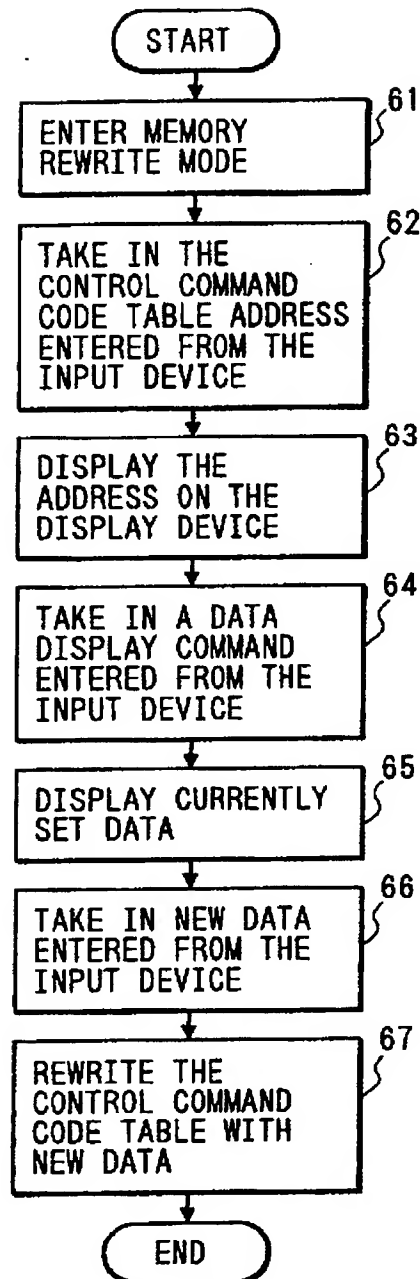 START
61
ENTER MEMORY
REWRITE MODE
62
TAKE IN THE
CONTROL COMMAND
CODE TABLE ADDRESS
ENTERED FROM THE
INPUT DEVICE
63
DISPLAY THE
ADDRESS ON THE
DISPLAY DEVICE
64
TAKE IN A DATA
DISPLAY COMMAND
ENTERED FROM THE
INPUT DEVICE
65
DISPLAY CURRENTLY
SET DATA
66
TAKE IN NEW DATA
ENTERED FROM THE
INPUT DEVICE
67
REWRITE THE
CONTROL COMMAND
CODE TABLE WITH
NEW DATA
END